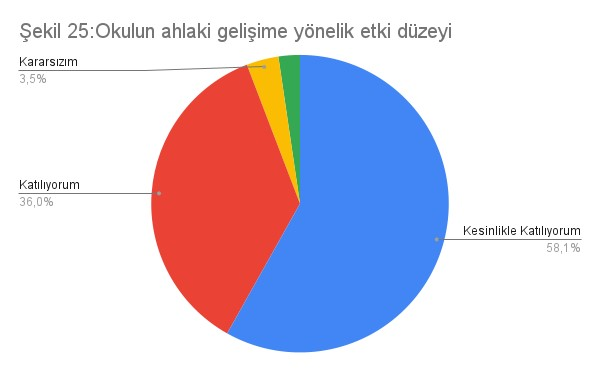 Şekil 25:Okulun ahlaki gelişime yönelik etki düzeyi
Kararsızım
3,5%
Katılıyorum
36,0%
Kesinlikle Katılıyorum
58,1%